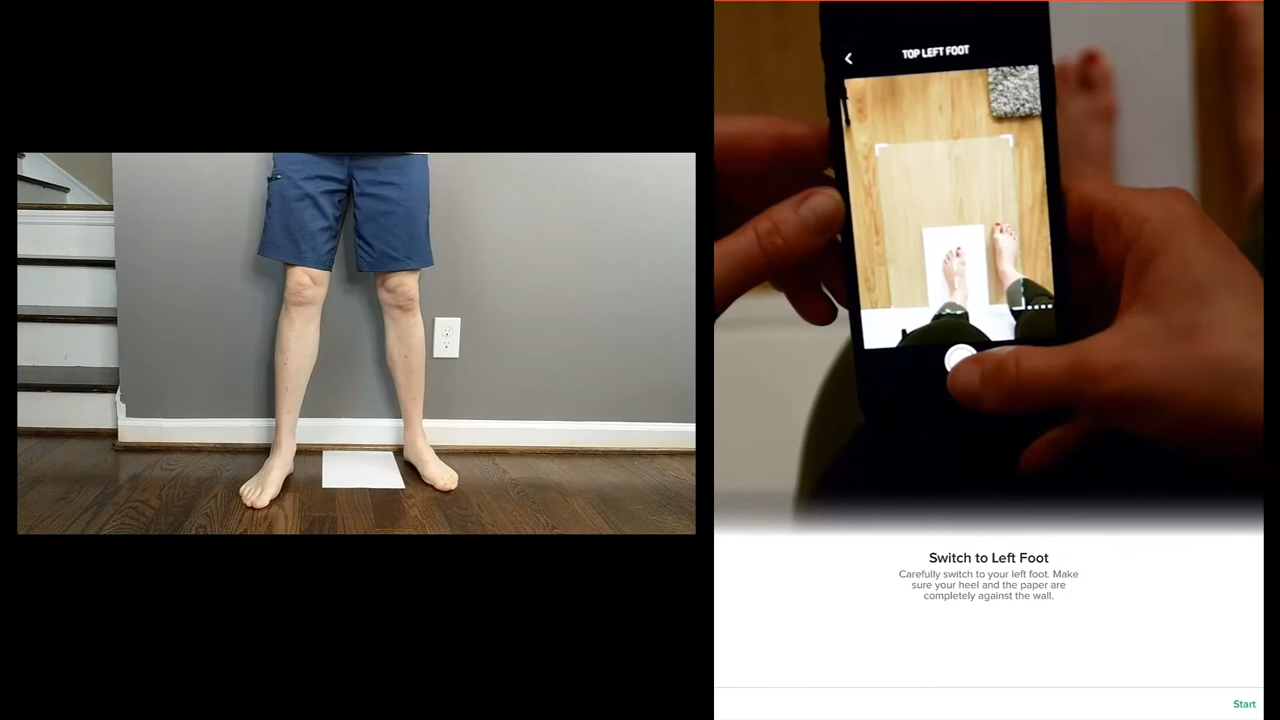 TOP LEFT FOOT
Switch to Left Foot
Carefully switch to your left foot. Make
sure your heel and the paper are
completely against the wall.
Start